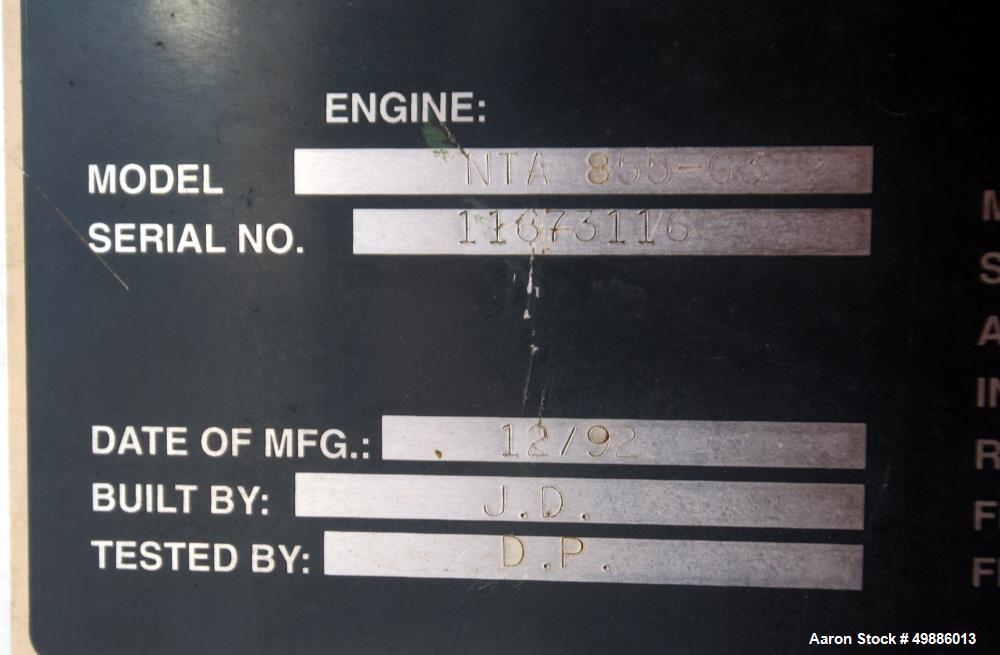 ENGINE:
MODEL NTA 855-G3
SERIAL NO. 11673116
DATE OF MFG.: 12/92
BUILT BY: J.D.
TESTED BY: D.P.
Aaron Stock # 49886013